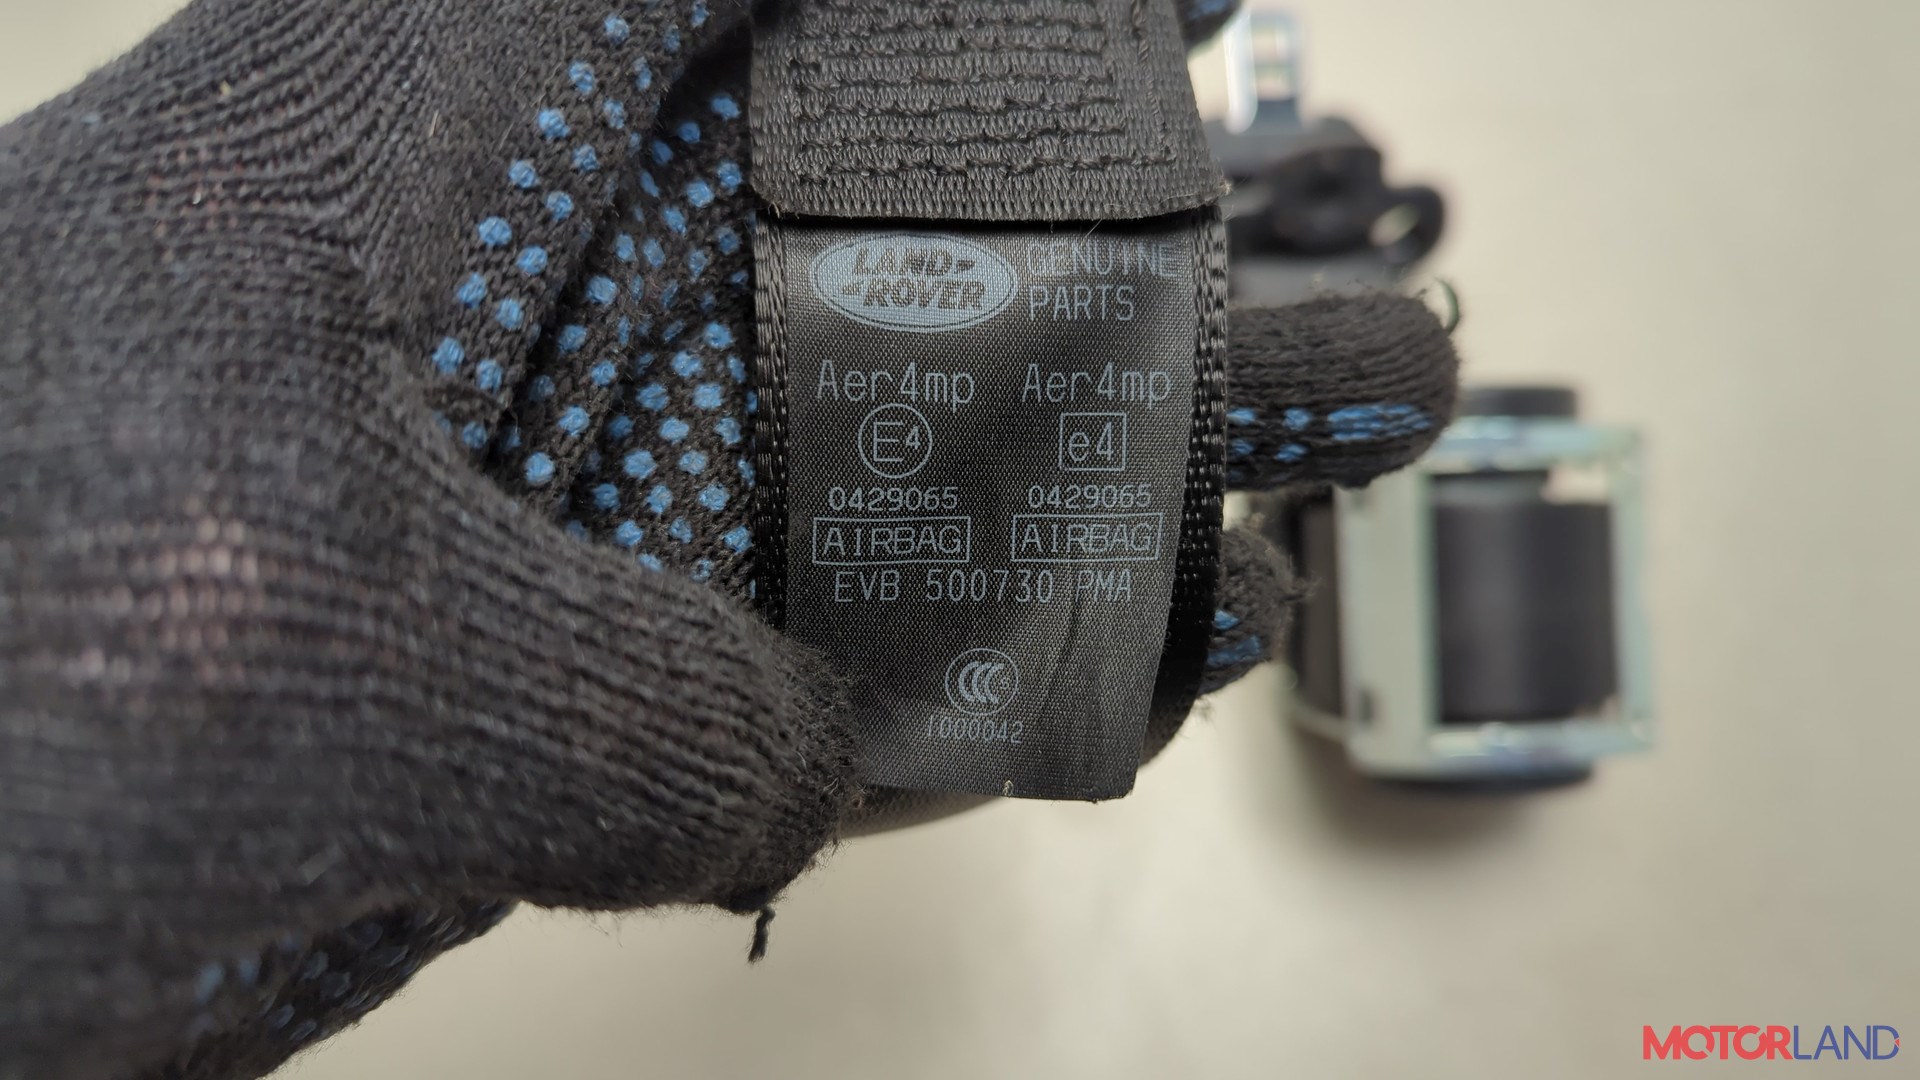 LAND ROVER
GENUINE
PARTS
Aer4mp Aer4mp
E4 e4
0429065 0429065
AIRBAG AIRBAG
EVB 500730 PMA
CCC
1000042
MOTORLAND